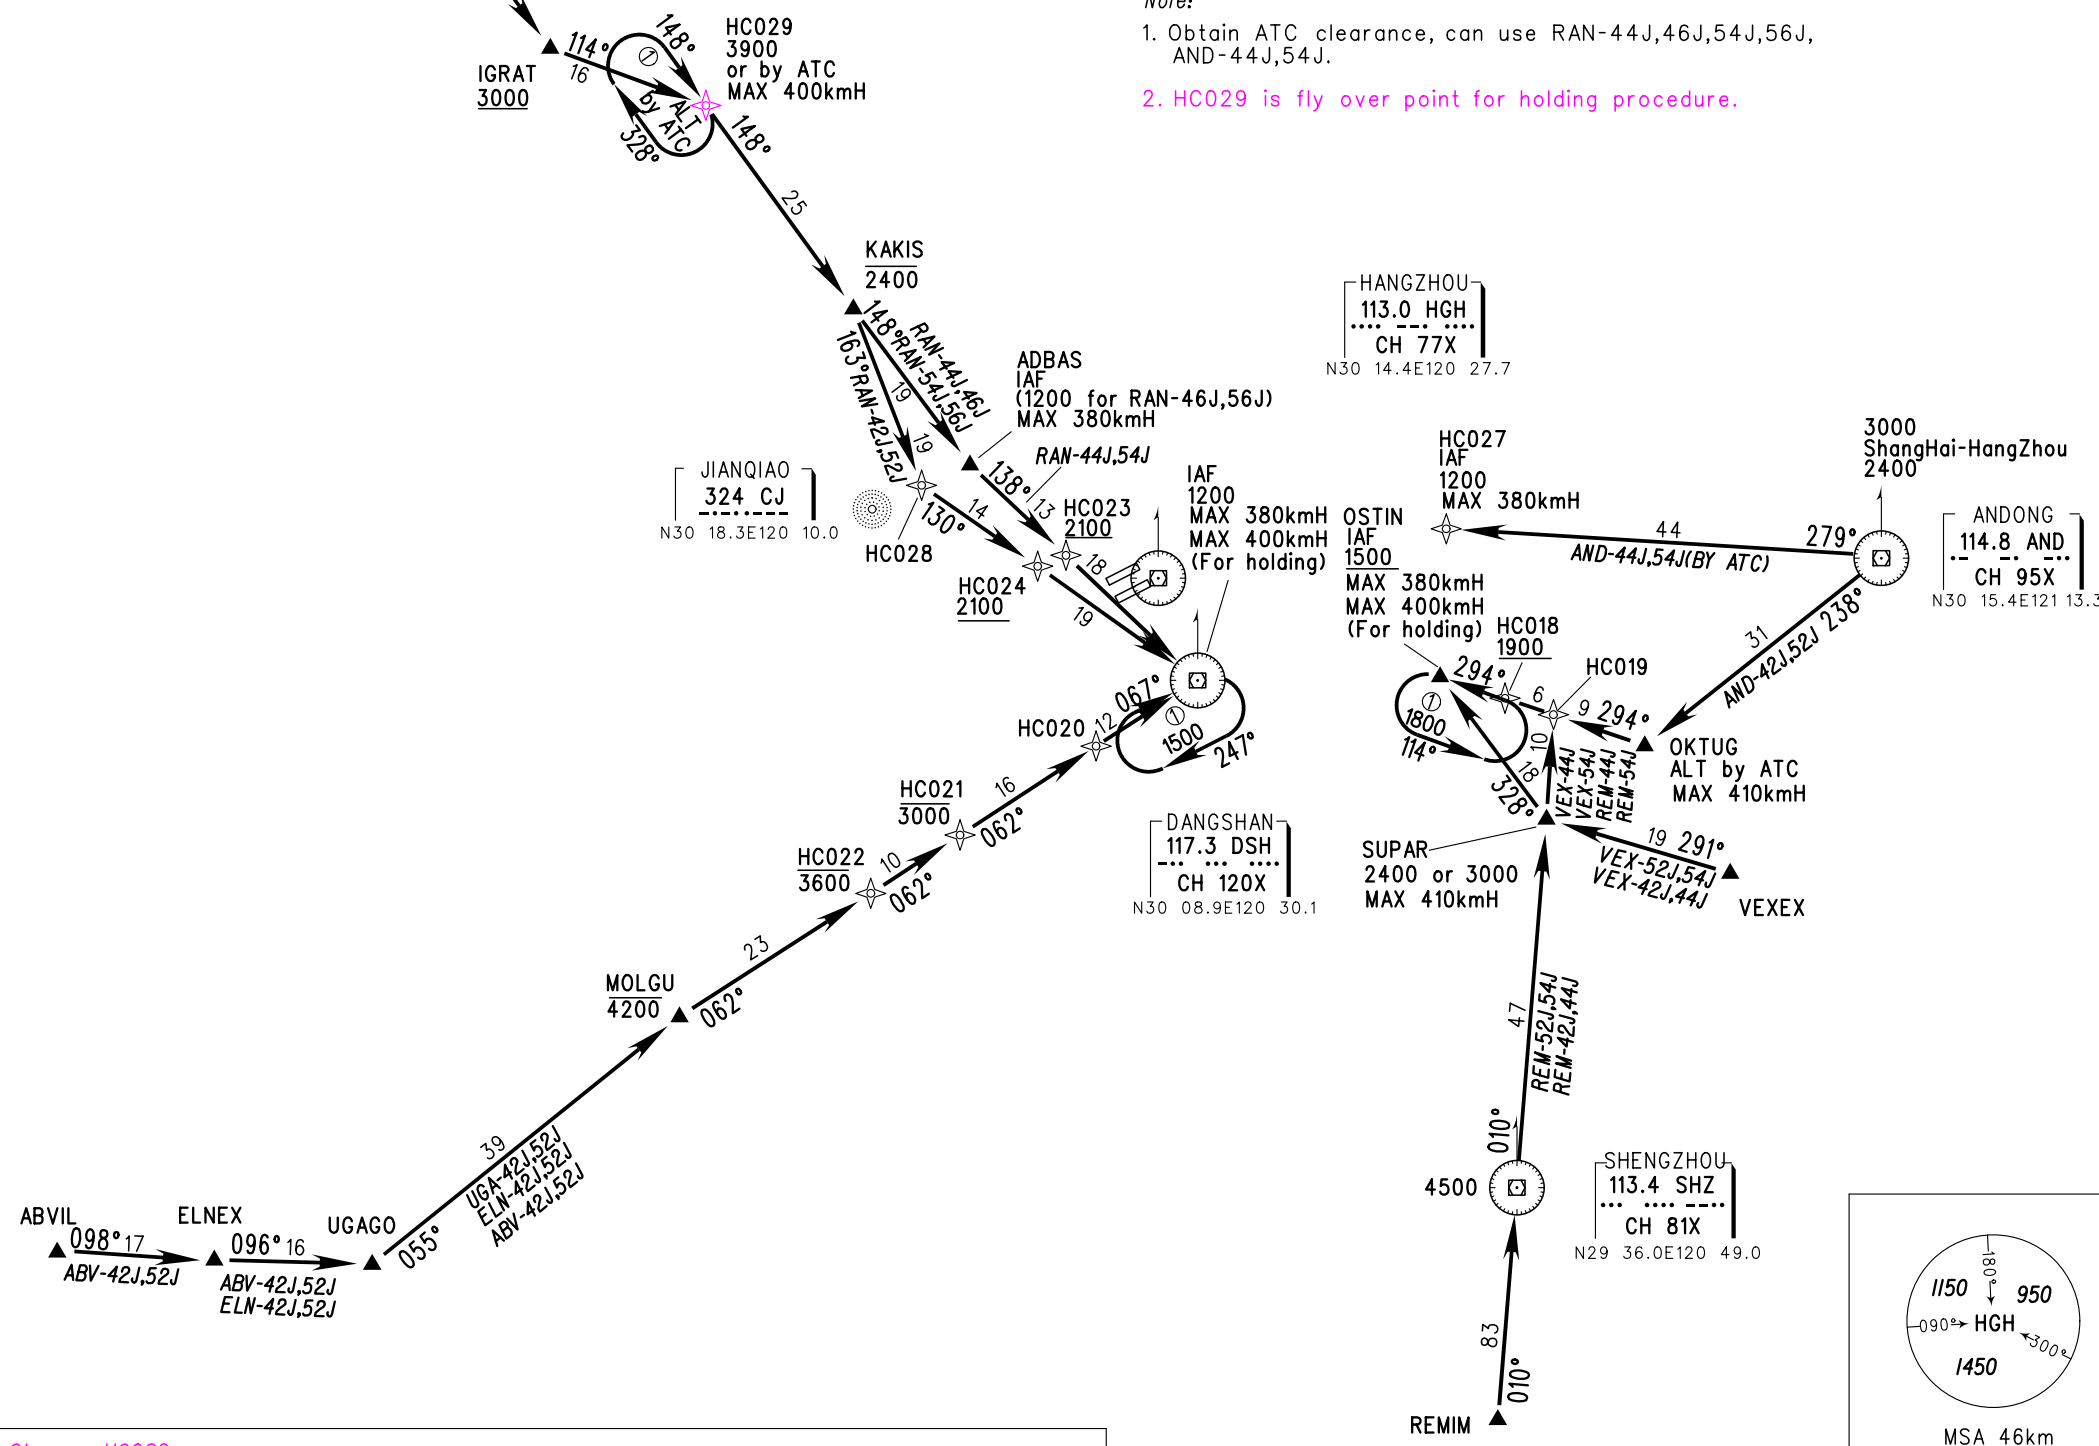 Note:
1. Obtain ATC clearance, can use RAN-44J,46J,54J,56J,
AND-44J,54J.
2. HC029 is fly over point for holding procedure.
IGRAT
3000
114°
16
148°
1
ALT
by ATC
328°
HC029
3900
or by ATC
MAX 400kmH
148°
25
KAKIS
2400
148°
RAN-44J,46J
RAN-54J,56J
19
163°
RAN-42J,52J
19
ADBAS
IAF
(1200 for RAN-46J,56J)
MAX 380kmH
RAN-44J,54J
138°
13
HC023
2100
18
JIANQIAO
324 CJ
N30 18.3E120 10.0
HC028
130°
14
HC024
2100
19
IAF
1200
MAX 380kmH
MAX 400kmH
(For holding)
HANGZHOU
113.0 HGH
CH 77X
N30 14.4E120 27.7
HC027
IAF
1200
MAX 380kmH
44
279°
AND-44J,54J(BY ATC)
3000
ShangHai-HangZhou
2400
ANDONG
114.8 AND
CH 95X
N30 15.4E121 13.3
31
AND-42J,52J 238°
OSTIN
IAF
1500
MAX 380kmH
MAX 400kmH
(For holding)
HC018
1900
HC019
294°
6
9
294°
1
1800
114°
OKTUG
ALT by ATC
MAX 410kmH
10
18
328°
VEX-44J
VEX-54J
REM-44J
REM-54J
SUPAR
2400 or 3000
MAX 410kmH
19
291°
VEX-52J,54J
VEX-42J,44J
VEXEX
HC020
12
067°
1
1500
247°
DANGSHAN
117.3 DSH
CH 120X
N30 08.9E120 30.1
HC021
3000
16
062°
HC022
3600
10
062°
MOLGU
4200
23
062°
39
UGA-42J,52J
ELN-42J,52J
ABV-42J,52J
055°
ABVIL
098°
17
ABV-42J,52J
ELNEX
096°
16
ABV-42J,52J
ELN-42J,52J
UGAGO
47
REM-52J,54J
REM-42J,44J
010°
4500
SHENGZHOU
113.4 SHZ
CH 81X
N29 36.0E120 49.0
83
010°
REMIM
180°
1150
950
090°
HGH
300°
1450
MSA 46km